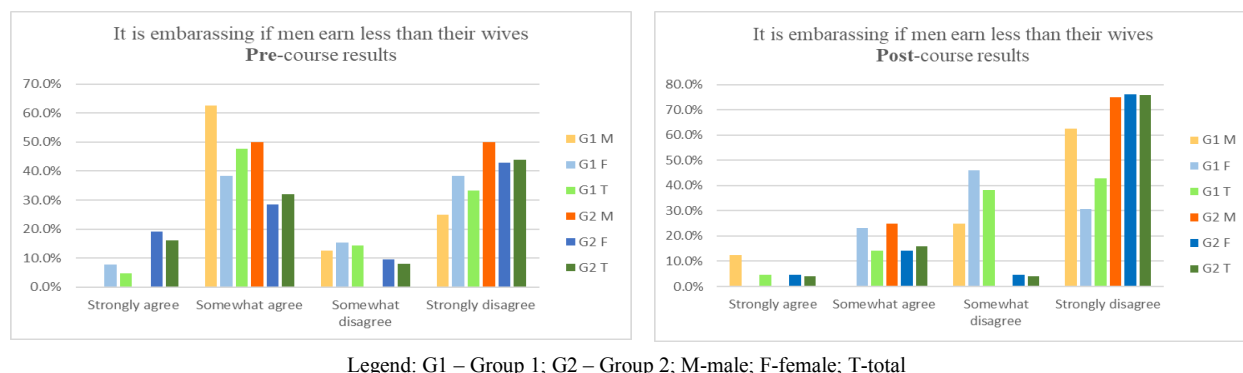 It is embarassing if men earn less than their wives
Pre-course results
70.0%
60.0%
50.0%
40.0%
30.0%
20.0%
10.0%
0.0%
Strongly agree
Somewhat agree
Somewhat
disagree
Strongly disagree
G1 M
G1 F
G1 T
G2 M
G2 F
G2 T
It is embarassing if men earn less than their wives
Post-course results
80.0%
70.0%
60.0%
50.0%
40.0%
30.0%
20.0%
10.0%
0.0%
Strongly agree
Somewhat agree
Somewhat
disagree
Strongly disagree
G1 M
G1 F
G1 T
G2 M
G2 F
G2 T
Legend: G1 – Group 1; G2 – Group 2; M-male; F-female; T-total